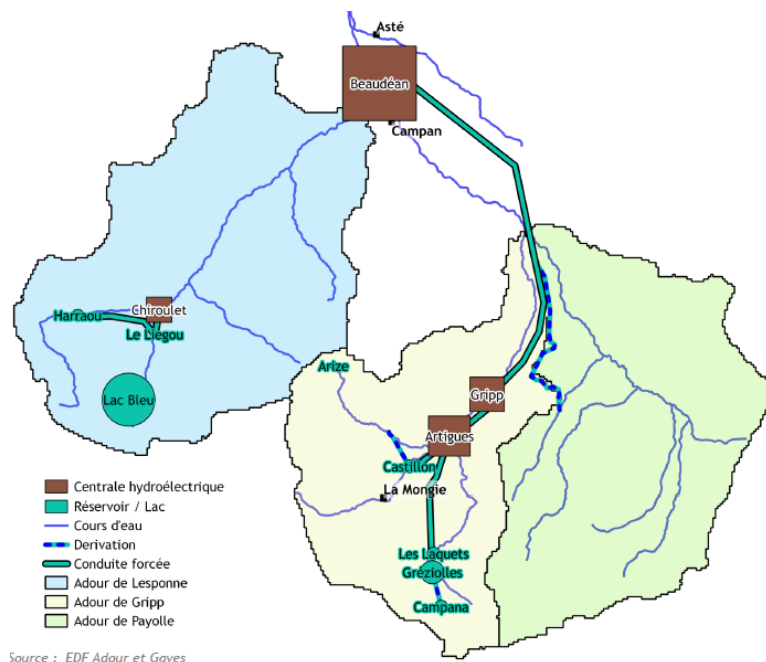 Asté
Beaudéan
Campan
Harraou
Chiroulet
Le Liégou
Lac Bleu
Arize
Gripp
Artigues
Castillon
La Mongie
Les Laquets
Gréziolles
Campana
Centrale hydroélectrique
Réservoir / Lac
Cours d'eau
Derivation
Conduite forcée
Adour de Lesponne
Adour de Gripp
Adour de Payolle
Source : EDF Adour et Gaves